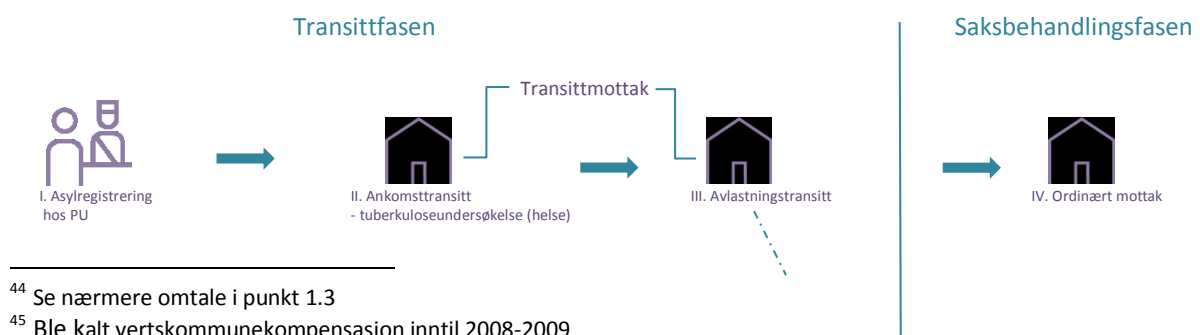 Transittfasen
Saksbehandlingsfasen
Transittmottak
I. Asylregistrering
hos PU
II. Ankomsttransitt
- tuberkuloseundersøkelse (helse)
III. Avlastningstransitt
IV. Ordinært mottak
44 Se nærmere omtale i punkt 1.3
45 Ble kalt vertskommunekompensasjon inntil 2008-2009